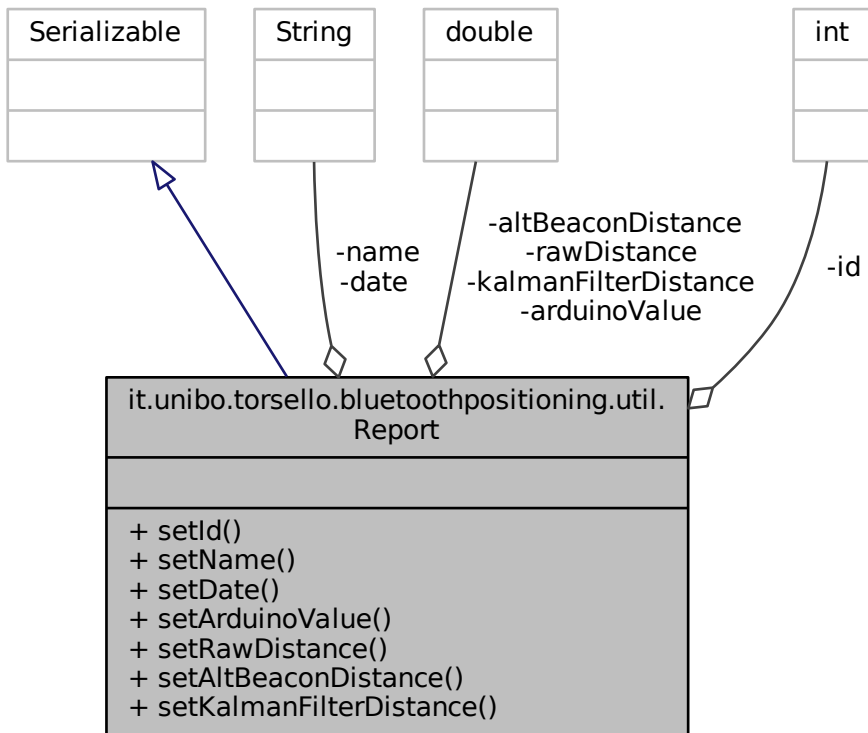 Serializable
String
double
int
-name
-date
-altBeaconDistance
-rawDistance
-kalmanFilterDistance
-arduinoValue
-id
it.unibo.torsello.bluetoothpositioning.util.
Report
+ setId()
+ setName()
+ setDate()
+ setArduinoValue()
+ setRawDistance()
+ setAltBeaconDistance()
+ setKalmanFilterDistance()